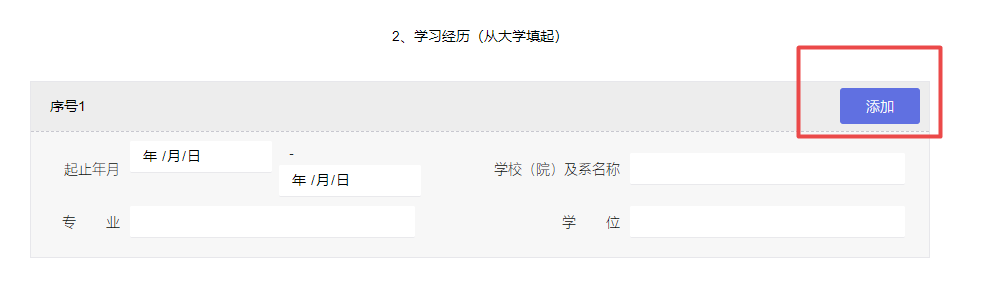 2、学习经历（从大学填起）
序号1 添加
起止年月 年 /月/日 - 年 /月/日 学校（院）及系名称
专 业 学 位